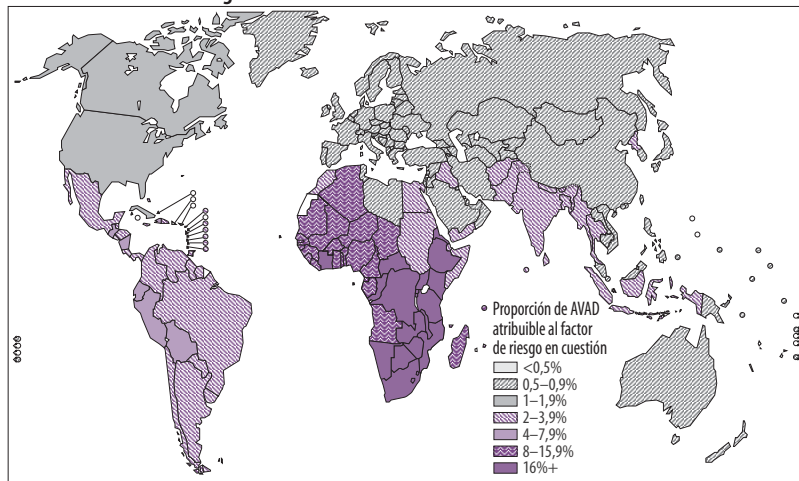 Proporción de AVAD
atribuible al factor
de riesgo en cuestión
<0,5%
0,5–0,9%
1–1,9%
2–3,9%
4–7,9%
8–15,9%
16%+